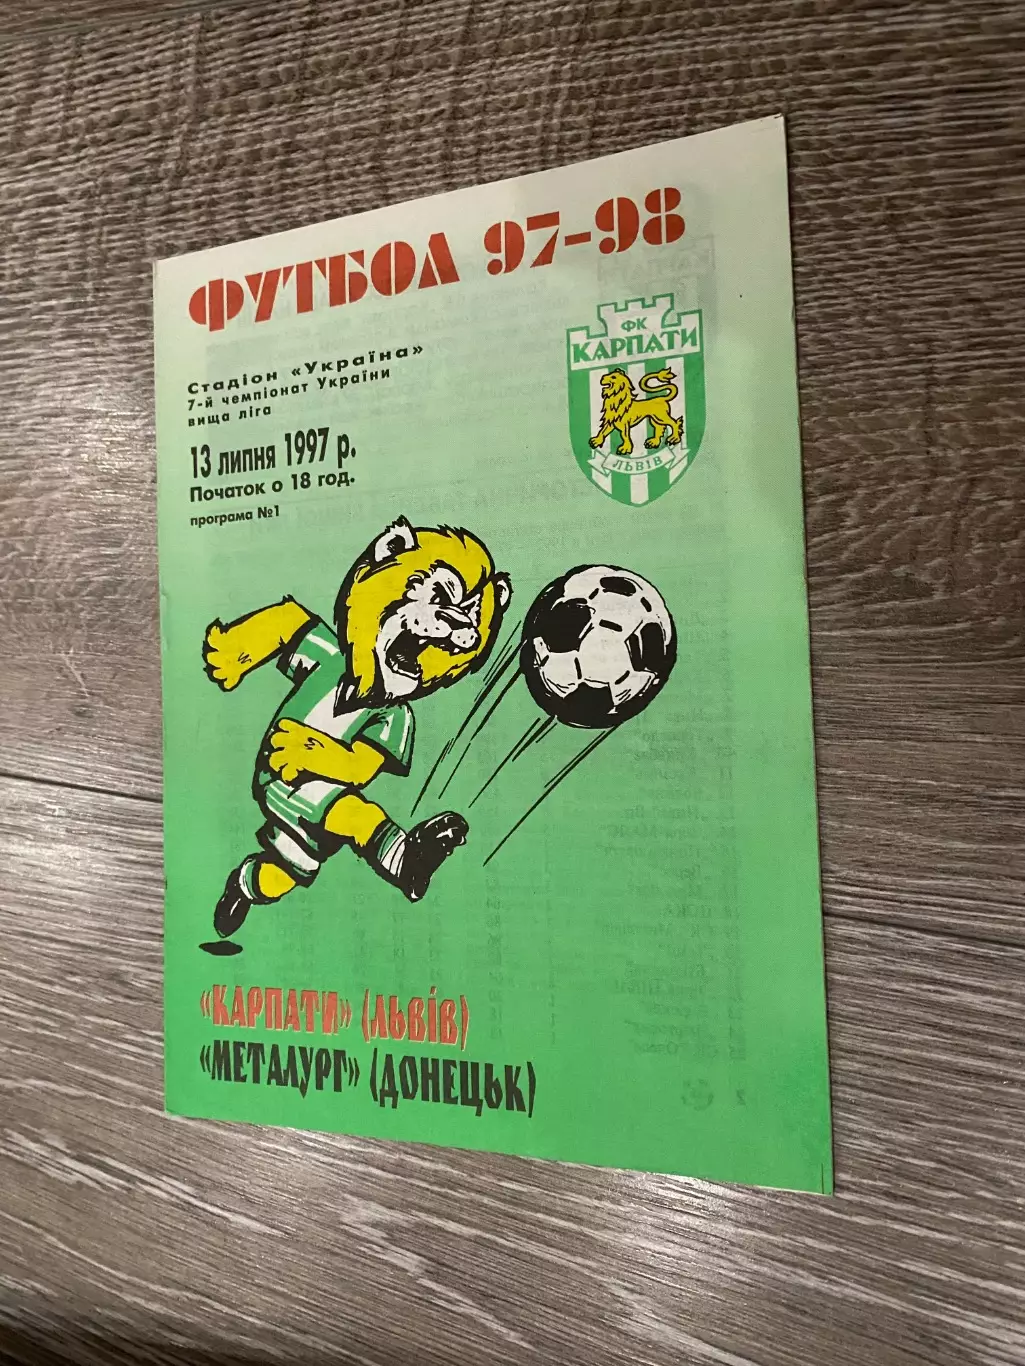 ФУТБОЛ 97-98
Стадіон «Україна»
7-й чемпіонат України
вища ліга
13 липня 1997 р.
Початок о 18 год.
програма №1
ФК
КАРПАТИ
ЛЬВІВ
«КАРПАТИ» (ЛЬВІВ)
«МЕТАЛУРГ» (ДОНЕЦЬК)